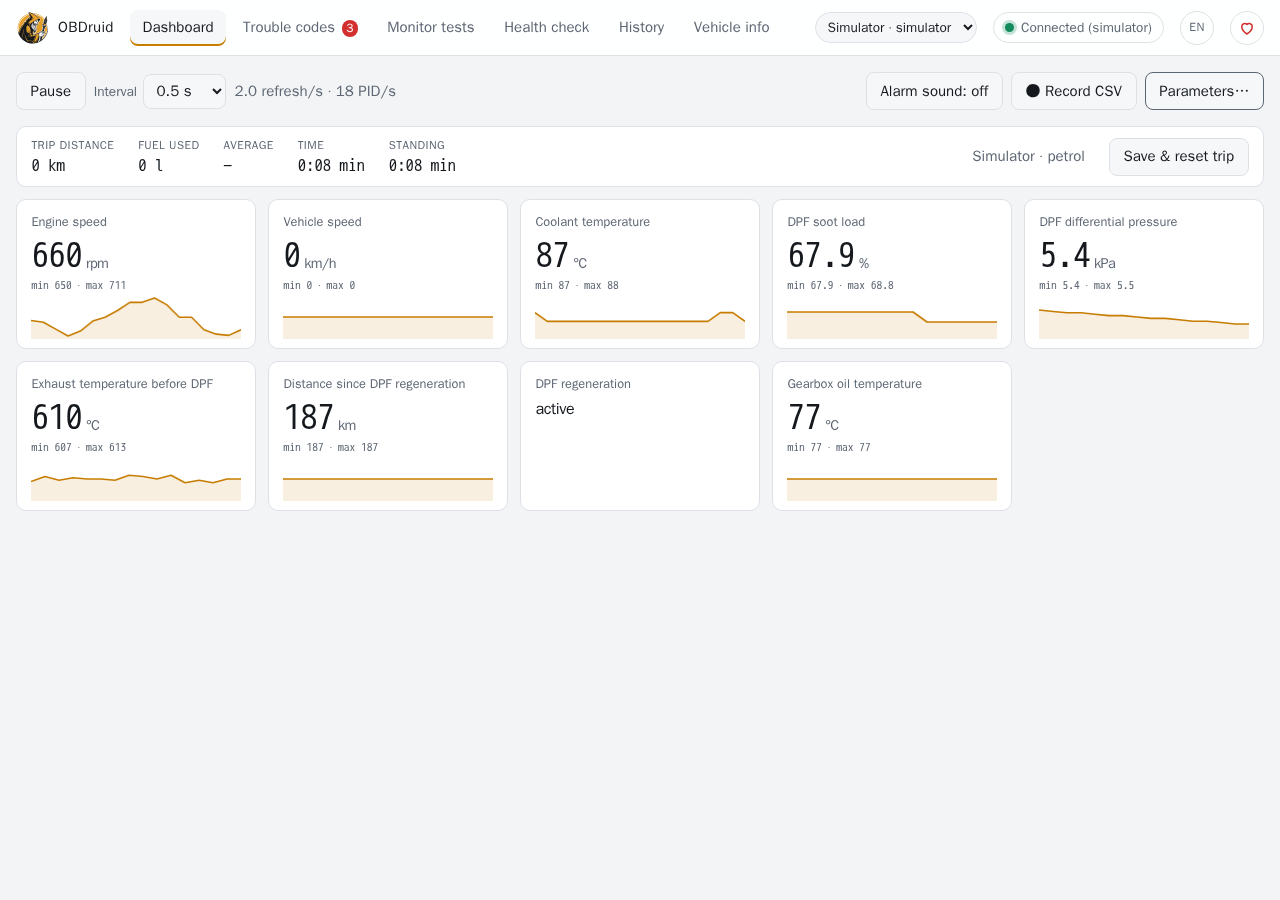 OBDruid Dashboard Trouble codes 3 Monitor tests Health check History Vehicle info Simulator · simulator Connected (simulator) EN
Pause Interval 0.5 s 2.0 refresh/s · 18 PID/s Alarm sound: off Record CSV Parameters···
TRIP DISTANCE FUEL USED AVERAGE TIME STANDING
0 km 0 l – 0:08 min 0:08 min Simulator · petrol Save & reset trip
Engine speed Vehicle speed Coolant temperature DPF soot load DPF differential pressure
660 rpm 0 km/h 87 °C 67.9 % 5.4 kPa
min 650 · max 711 min 0 · max 0 min 87 · max 88 min 67.9 · max 68.8 min 5.4 · max 5.5
Exhaust temperature before DPF Distance since DPF regeneration DPF regeneration Gearbox oil temperature
610 °C 187 km active 77 °C
min 607 · max 613 min 187 · max 187 min 77 · max 77